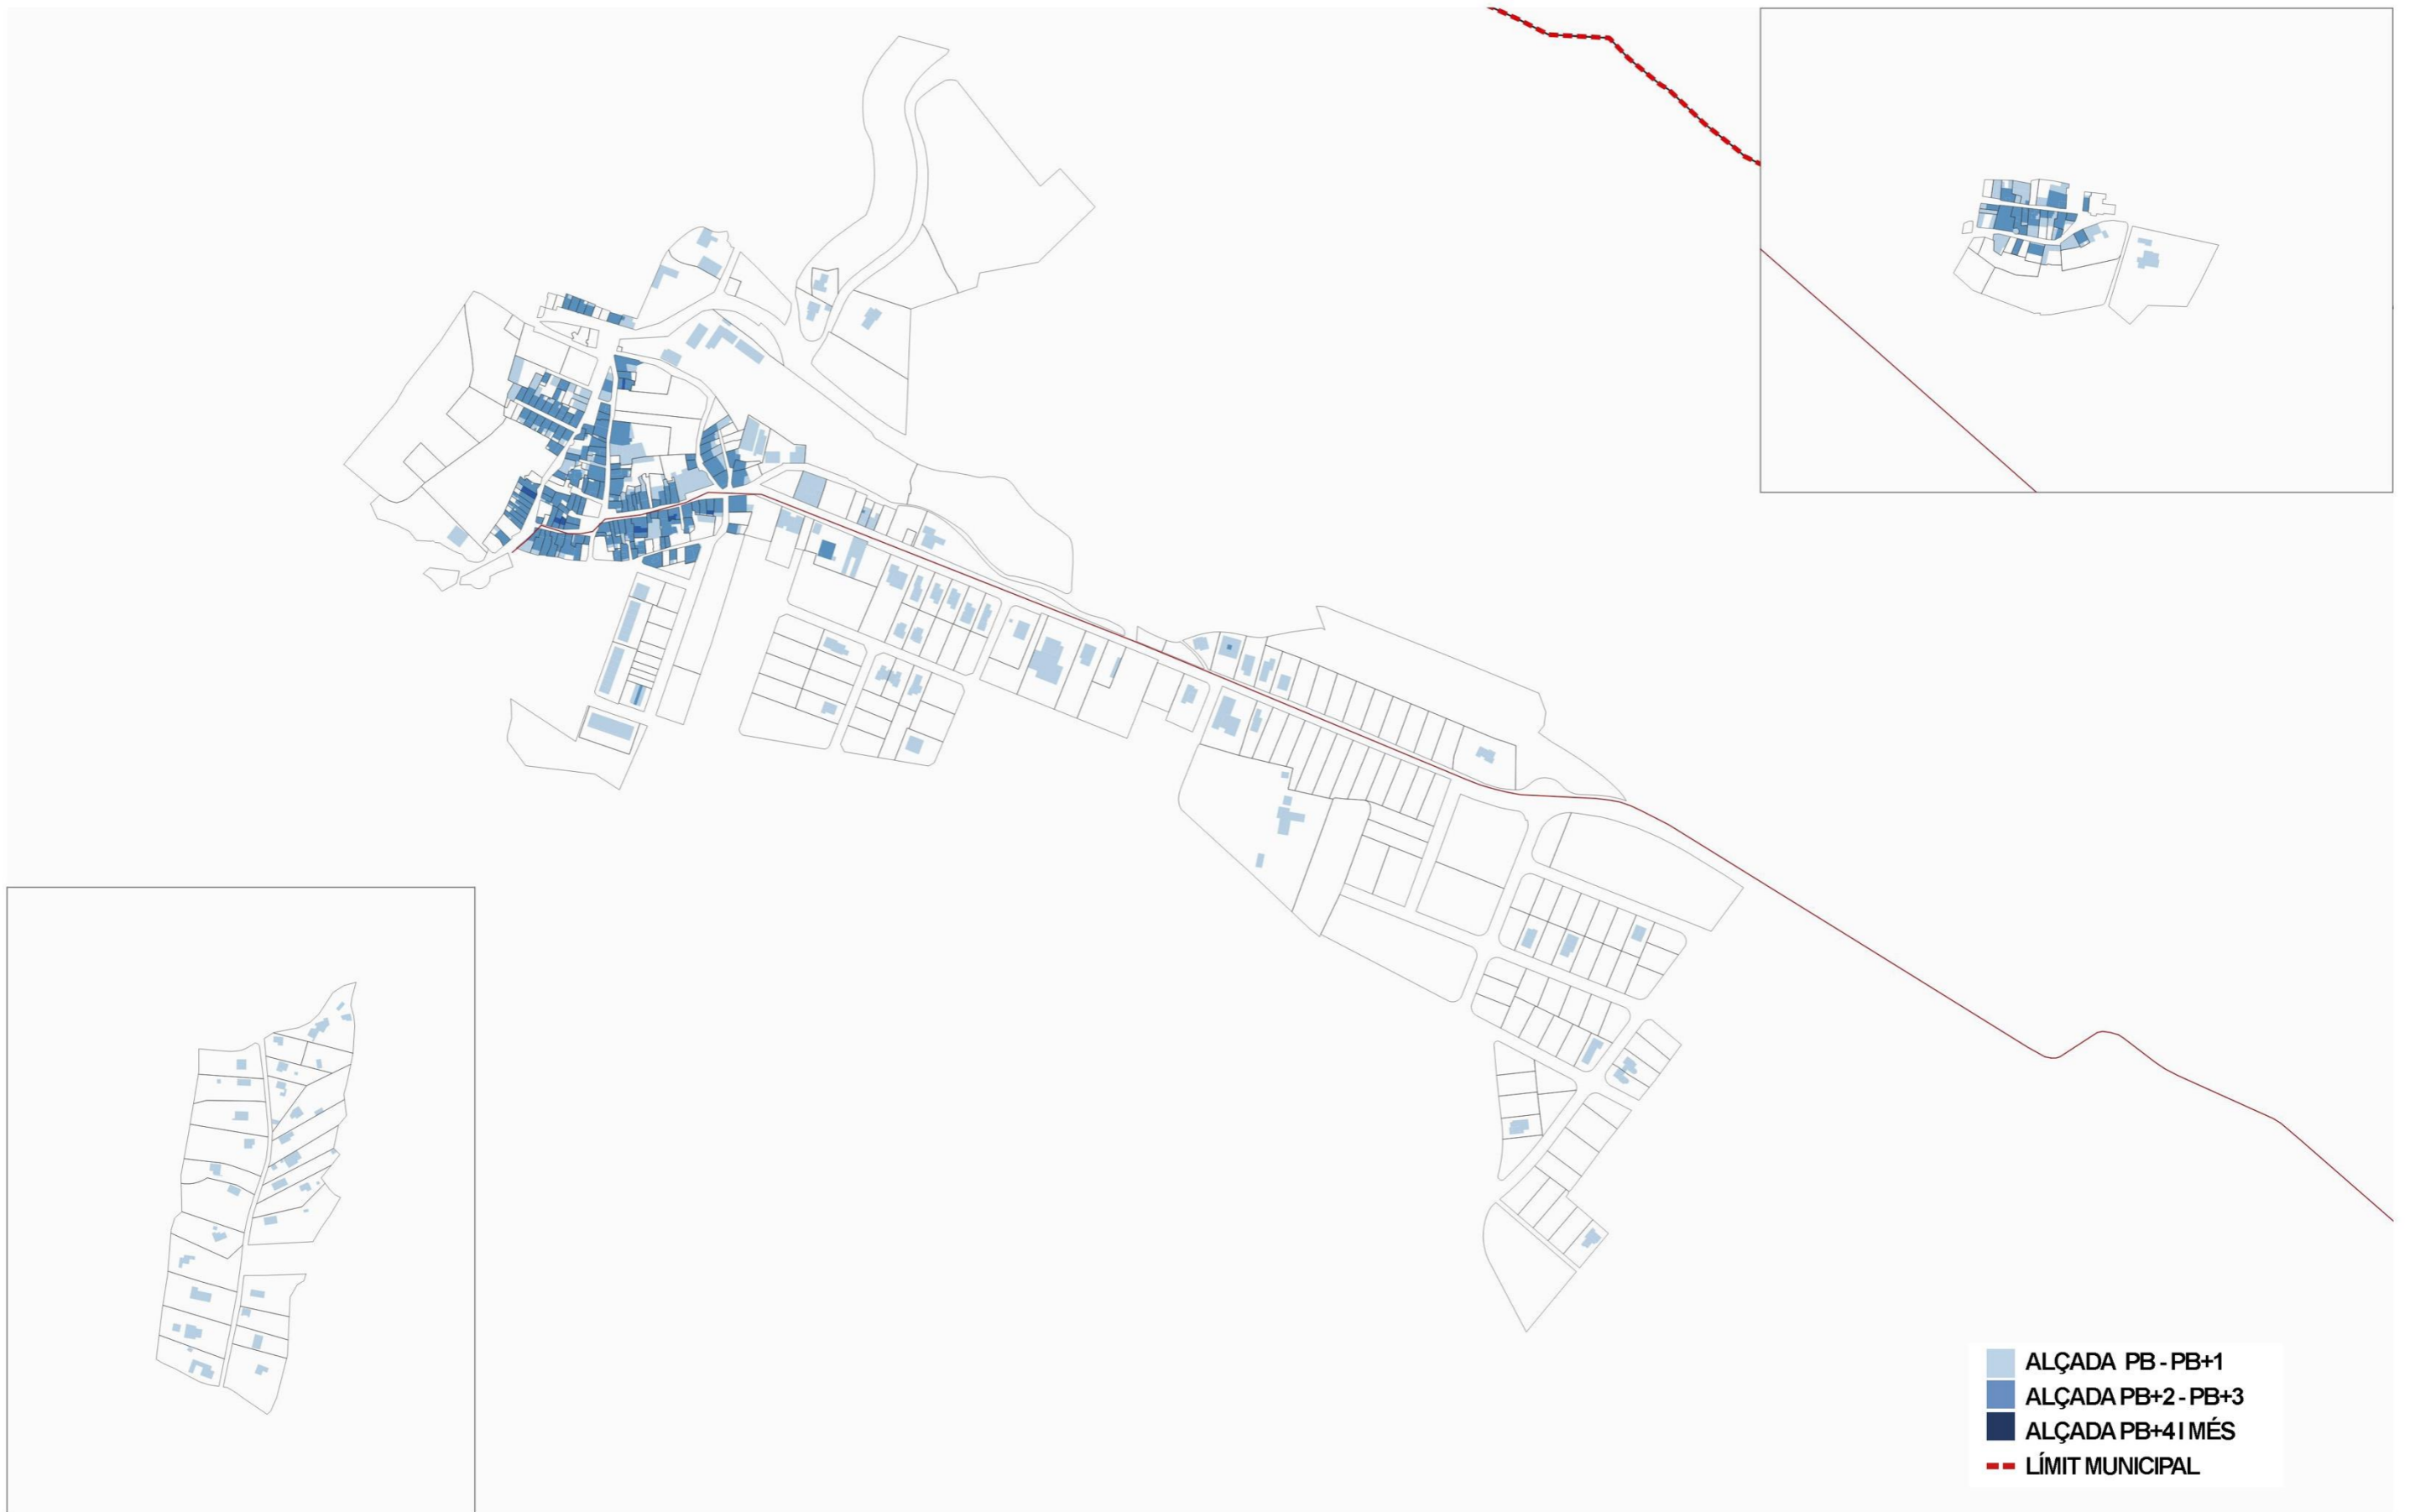 ALÇADA PB - PB+1
ALÇADA PB+2 - PB+3
ALÇADA PB+4 I MÉS
LÍMIT MUNICIPAL